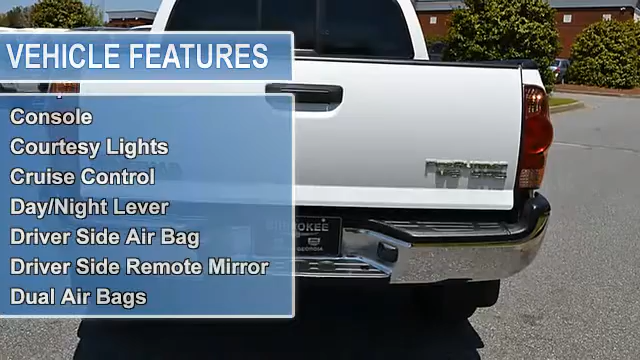 VEHICLE FEATURES
Console
Courtesy Lights
Cruise Control
Day/Night Lever
Driver Side Air Bag
Driver Side Remote Mirror
Dual Air Bags